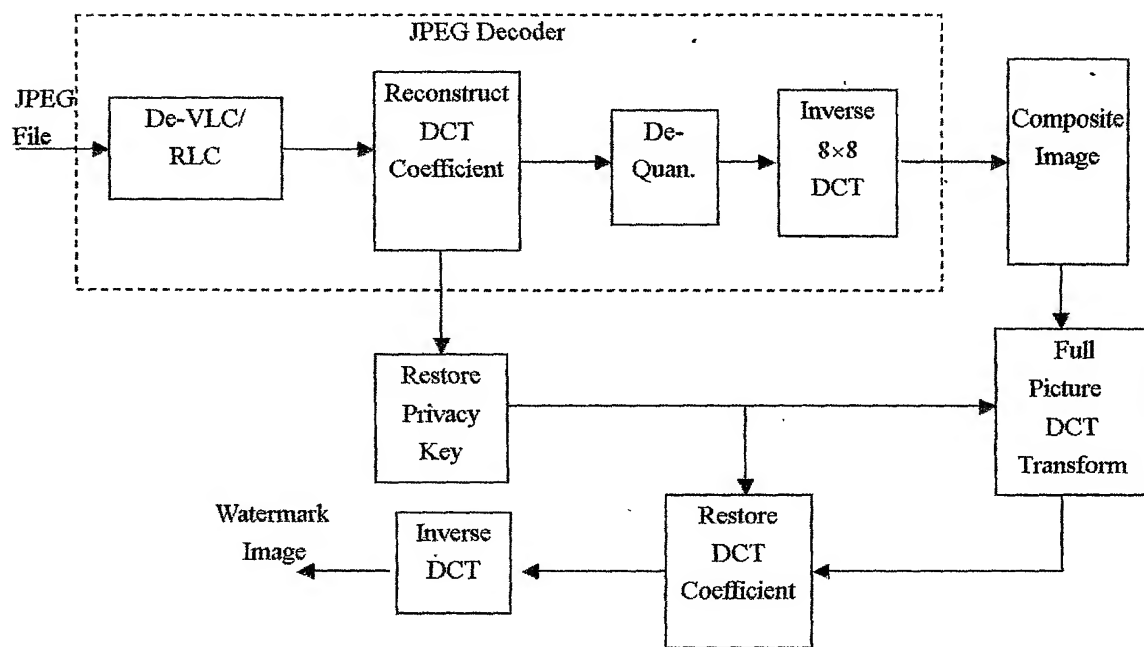 JPEG Decoder
JPEG
File
De-VLC/
RLC
Reconstruct
DCT
Coefficient
De-
Quan.
Inverse
8×8
DCT
Composite
Image
Restore
Privacy
Key
Full
Picture
DCT
Transform
Watermark
Image
Inverse
DCT
Restore
DCT
Coefficient